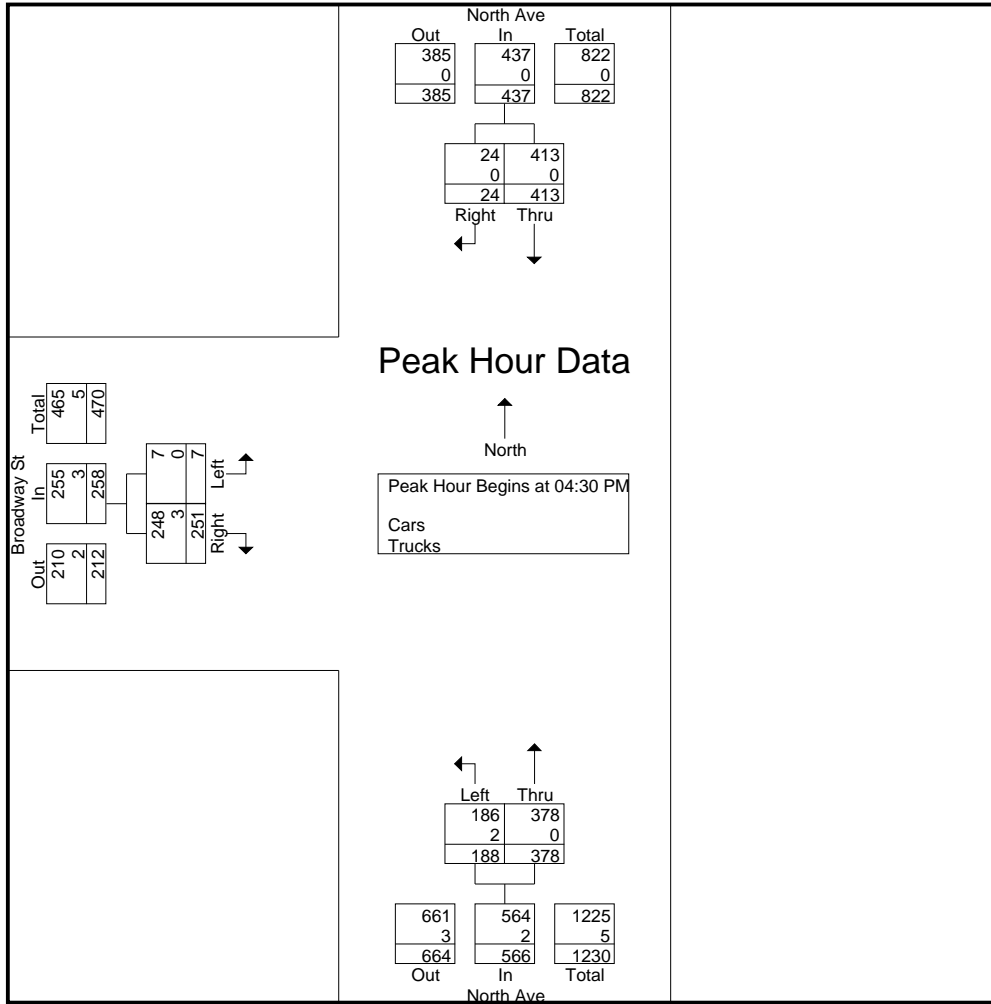 North Ave
Out In Total
385 437 822
0 0 0
385 437 822
24 413
0 0
24 413
Right Thru
Peak Hour Data
North
Peak Hour Begins at 04:30 PM
Cars
Trucks
Broadway St
Out In Total
210 255 465
2 3 5
212 258 470
248 7
3 0
251 7
Right Left
Left Thru
186 378
2 0
188 378
661 564 1225
3 2 5
664 566 1230
Out In Total
North Ave